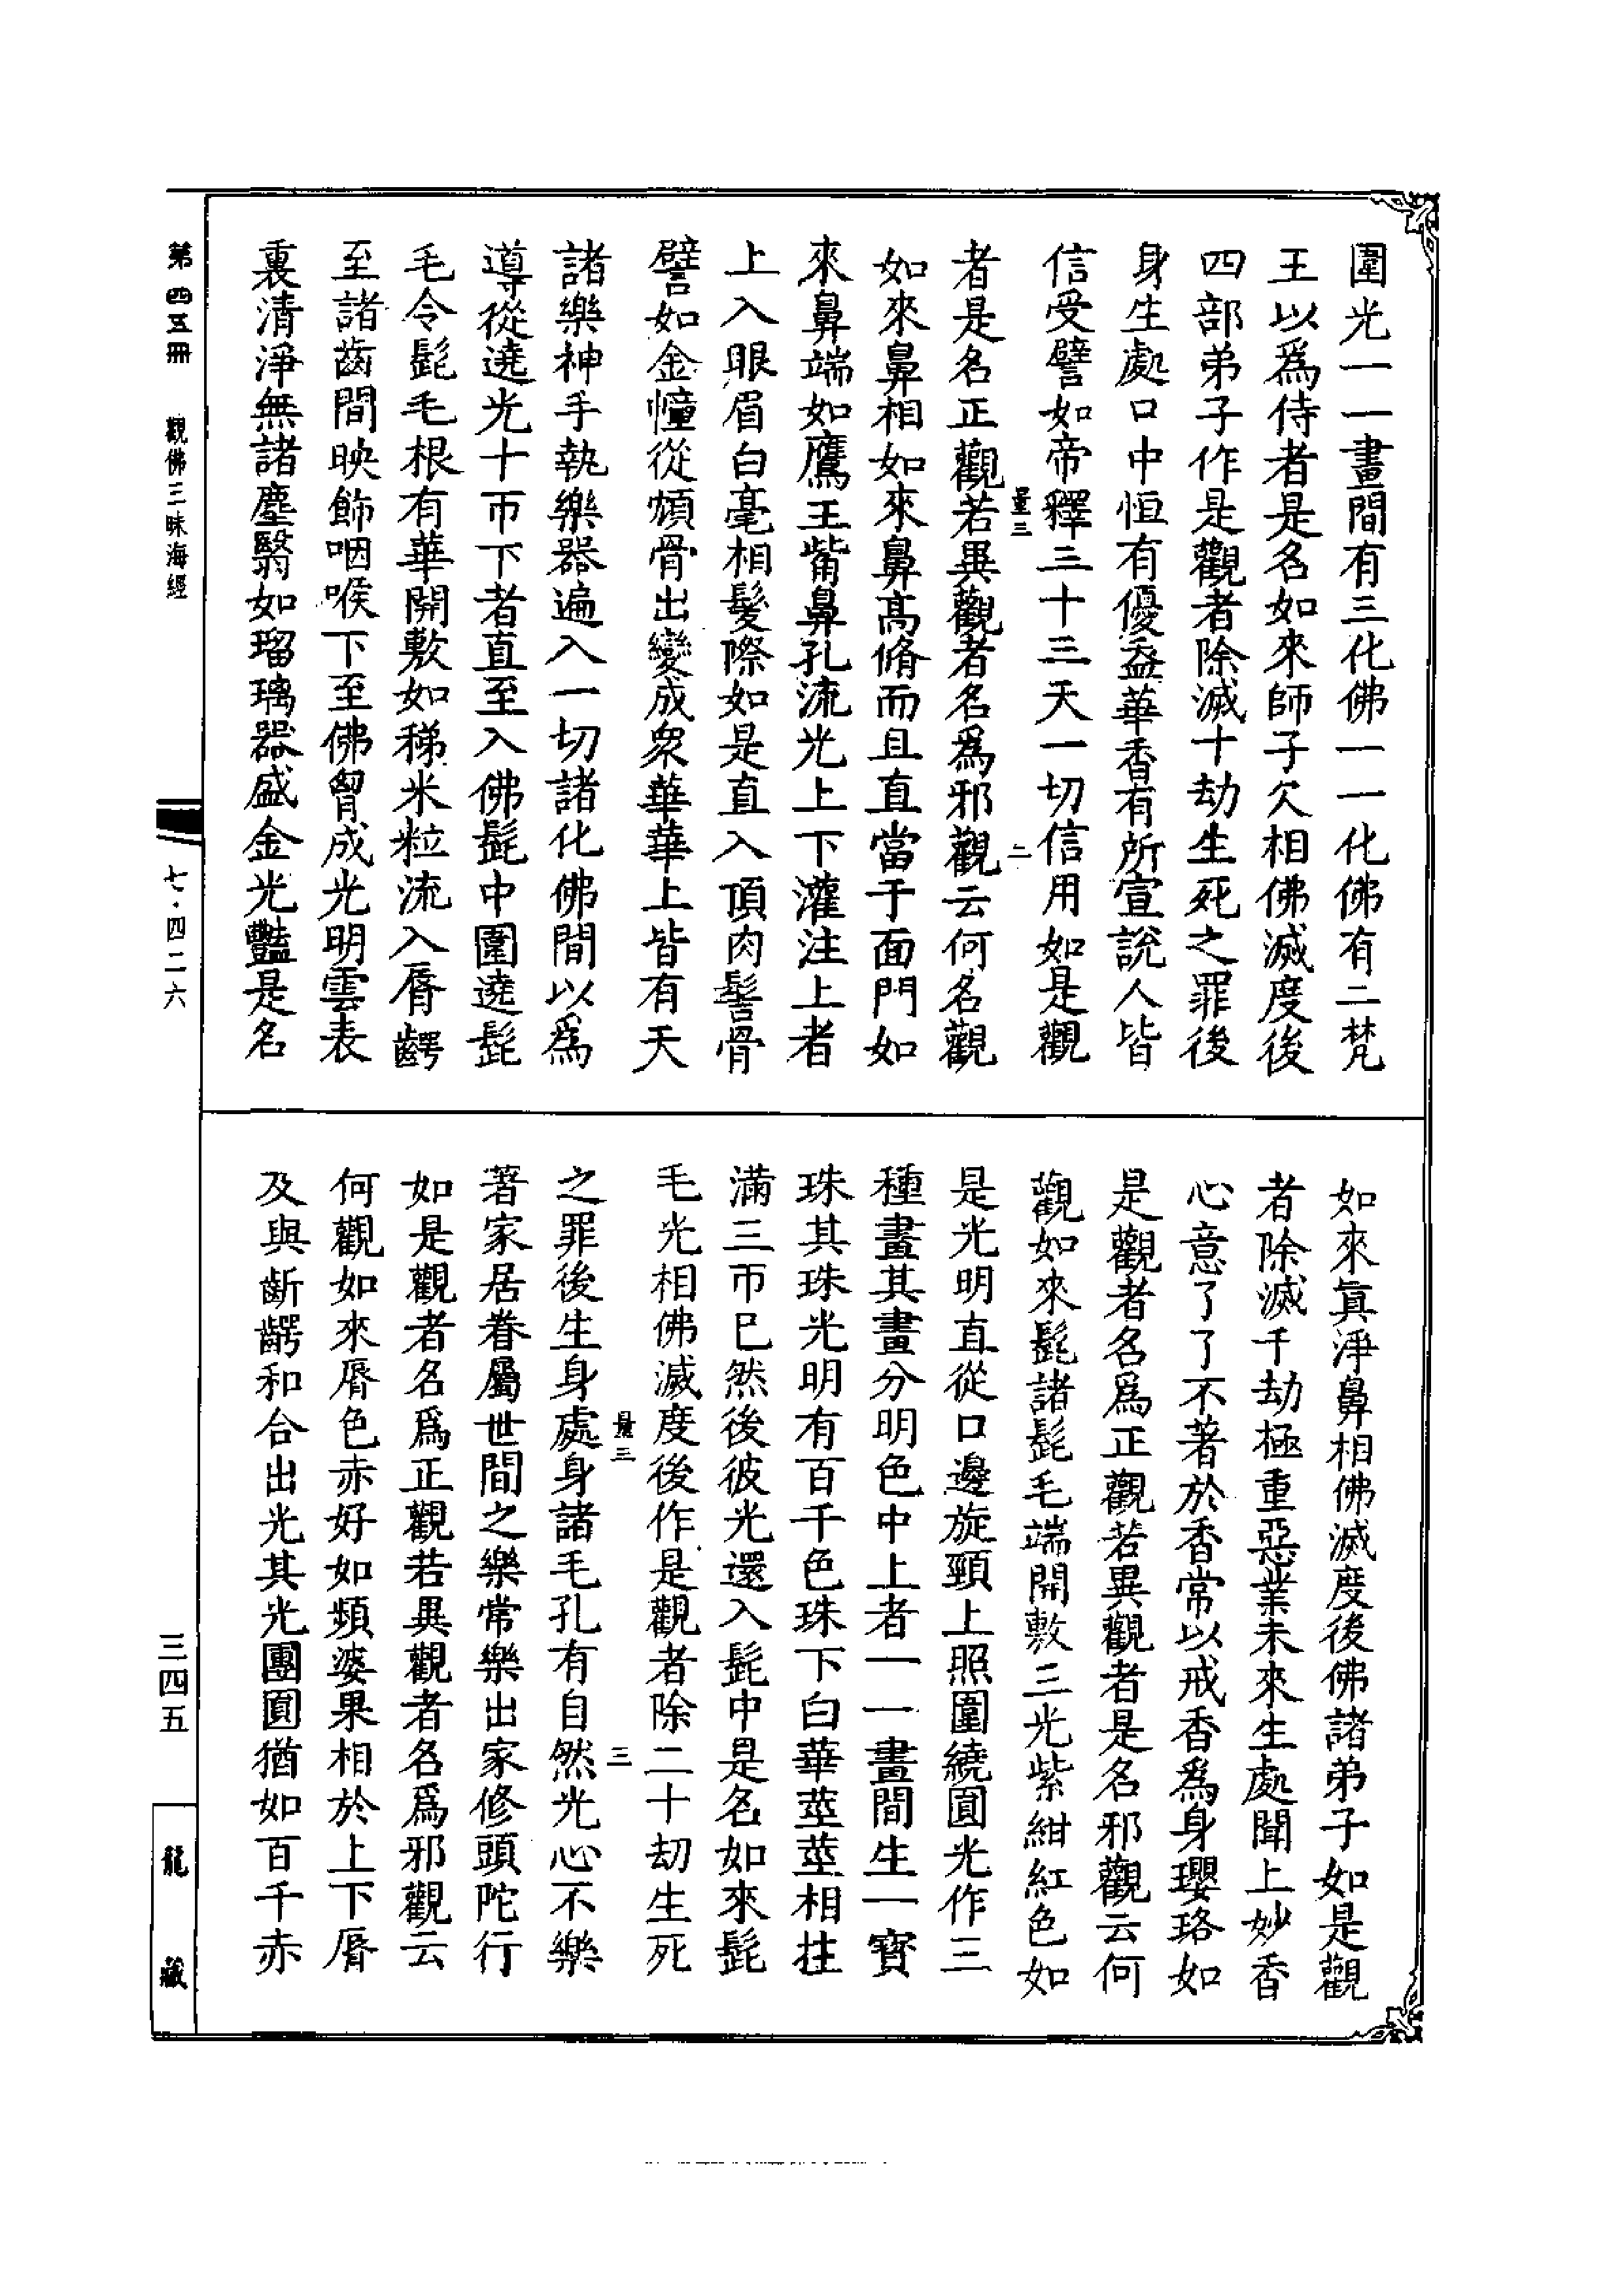 圍光一一畫間有三化佛一一化佛有二梵
王以爲侍者是名如來師子欠相佛滅度後
四部弟子作是觀者除滅十劫生死之罪後
身生處口中恒有優盋華香有所宣說人皆
信受譬如帝釋三十三天一切信用如是觀
量三
二
者是名正觀若異觀者名爲邪觀云何名觀
如來鼻相如來鼻高脩而且直當于面門如
來鼻端如鷹王觜鼻孔流光上下灌注上者
上入眼眉白毫相髮際如是直入頂肉髻骨
譬如金幢從頞骨出變成衆華華上皆有天
諸樂神手執樂器遍入一切諸化佛間以爲
導從遶光十帀下者直至入佛髭中圍遶髭
毛令髭毛根有華開敷如稊米粒流入脣齶
至諸齒間映飾咽喉下至佛胷成光明雲表
裏清淨無諸塵翳如瑠璃器盛金光豔是名
如來眞淨鼻相佛滅度後佛諸弟子如是觀
者除滅千劫極重惡業未來生處聞上妙香
心意了了不著於香常以戒香爲身瓔珞如
是觀者名爲正觀若異觀者是名邪觀云何
觀如來髭諸髭毛端開敷三光紫紺紅色如
是光明直從口邊旋頸上照圍繞圓光作三
種畫其畫分明色中上者一一畫間生一寶
珠其珠光明有百千色珠下白華莖莖相拄
滿三帀已然後彼光還入髭中是名如來髭
毛光相佛滅度後作是觀者除二十劫生死
量三
三
之罪後生身處身諸毛孔有自然光心不樂
著家居眷屬世間之樂常樂出家修頭陀行
如是觀者名爲正觀若異觀者名爲邪觀云
何觀如來脣色赤好如頻婆果相於上下脣
及與齗齶和合出光其光團圓猶如百千赤
第四五冊
觀佛三昧海經
七·四二六
三四五
龍藏